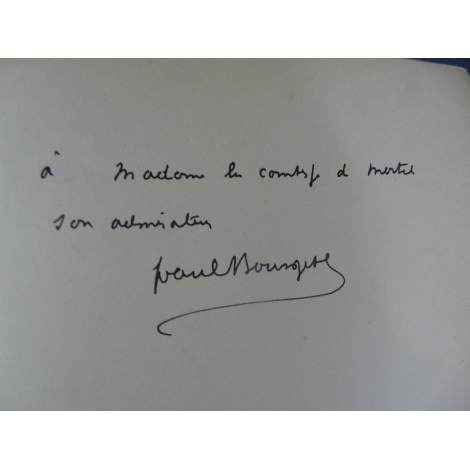 à Madame la comtesse de Martel
son admirateur
Paul Bourget